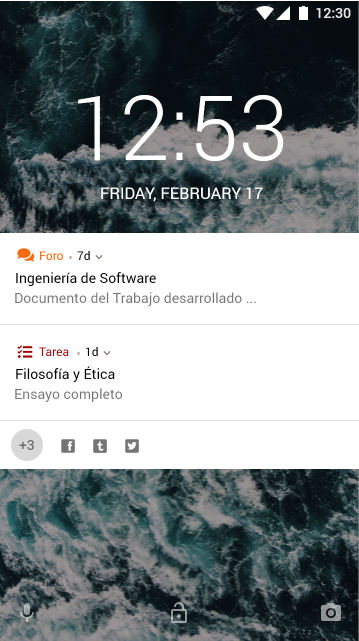 12:30
12:53
FRIDAY, FEBRUARY 17
Foro • 7d
Ingeniería de Software
Documento del Trabajo desarrollado ...
Tarea • 1d
Filosofía y Ética
Ensayo completo
+3